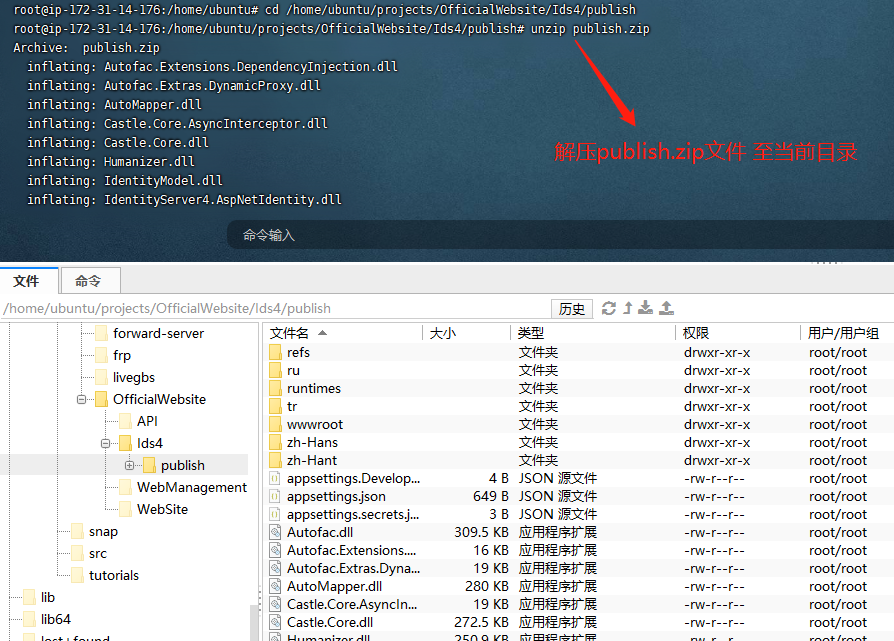 root@ip-172-31-14-176:/home/ubuntu# cd /home/ubuntu/projects/OfficialWebsite/Ids4/publish
root@ip-172-31-14-176:/home/ubuntu/projects/OfficialWebsite/Ids4/publish# unzip publish.zip
Archive:  publish.zip
inflating: Autofac.Extensions.DependencyInjection.dll
inflating: Autofac.Extras.DynamicProxy.dll
inflating: AutoMapper.dll
inflating: Castle.Core.AsyncInterceptor.dll
inflating: Castle.Core.dll
inflating: Humanizer.dll
inflating: IdentityModel.dll
inflating: IdentityServer4.AspNetIdentity.dll
解压publish.zip文件 至当前目录
命令输入
文件 命令
/home/ubuntu/projects/OfficialWebsite/Ids4/publish 历史
forward-server
frp
livegbs
OfficialWebsite
API
Ids4
publish
WebManagement
WebSite
snap
src
tutorials
lib
lib64
lost+found
文件名 大小 类型 权限 用户/用户组
refs 文件夹 drwxr-xr-x root/root
ru 文件夹 drwxr-xr-x root/root
runtimes 文件夹 drwxr-xr-x root/root
tr 文件夹 drwxr-xr-x root/root
wwwroot 文件夹 drwxr-xr-x root/root
zh-Hans 文件夹 drwxr-xr-x root/root
zh-Hant 文件夹 drwxr-xr-x root/root
appsettings.Develop... 4 B JSON 源文件 -rw-r--r-- root/root
appsettings.json 649 B JSON 源文件 -rw-r--r-- root/root
appsettings.secrets.j... 3 B JSON 源文件 -rw-r--r-- root/root
Autofac.dll 309.5 KB 应用程序扩展 -rw-r--r-- root/root
Autofac.Extensions.... 16 KB 应用程序扩展 -rw-r--r-- root/root
Autofac.Extras.Dyna... 19 KB 应用程序扩展 -rw-r--r-- root/root
AutoMapper.dll 280 KB 应用程序扩展 -rw-r--r-- root/root
Castle.Core.AsyncIn... 19 KB 应用程序扩展 -rw-r--r-- root/root
Castle.Core.dll 272.5 KB 应用程序扩展 -rw-r--r-- root/root
Humanizer.dll 250.9 KB 应用程序扩展 -rw-r--r-- root/root